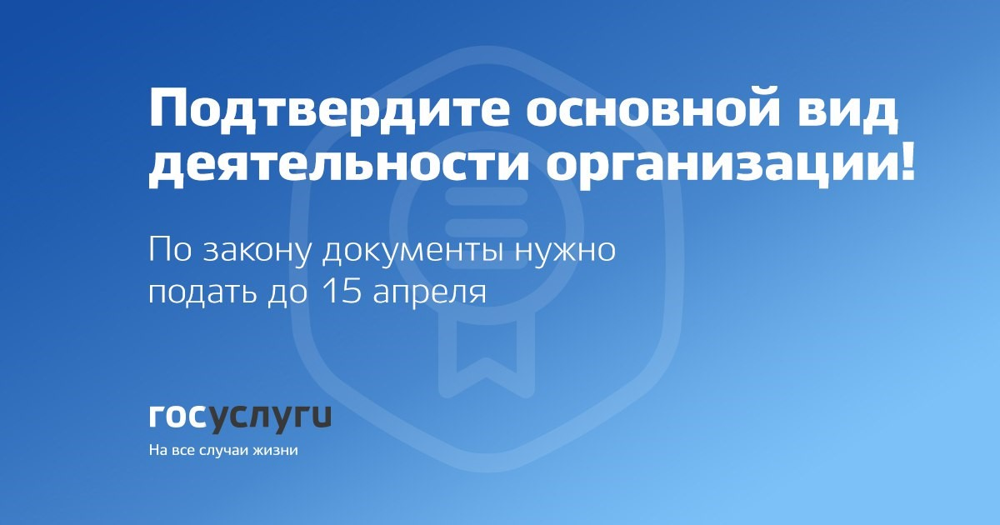 Подтвердите основной вид
деятельности организации!
По закону документы нужно
подать до 15 апреля
госуслуги
На все случаи жизни